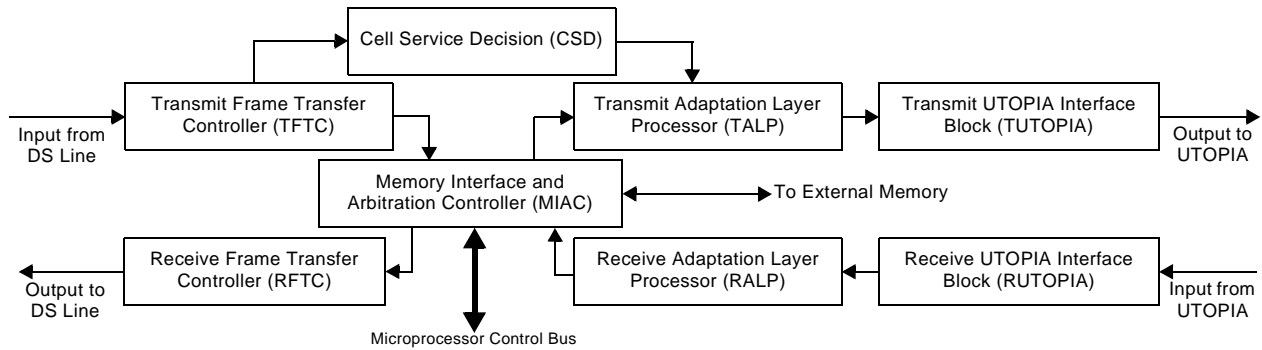 Cell Service Decision (CSD)
Transmit Frame Transfer
Controller (TFTC)
Transmit Adaptation Layer
Processor (TALP)
Transmit UTOPIA Interface
Block (TUTOPIA)
Input from
DS Line
Output to
UTOPIA
Memory Interface and
Arbitration Controller (MIAC)
To External Memory
Receive Frame Transfer
Controller (RFTC)
Receive Adaptation Layer
Processor (RALP)
Receive UTOPIA Interface
Block (RUTOPIA)
Output to
DS Line
Input from
UTOPIA
Microprocessor Control Bus